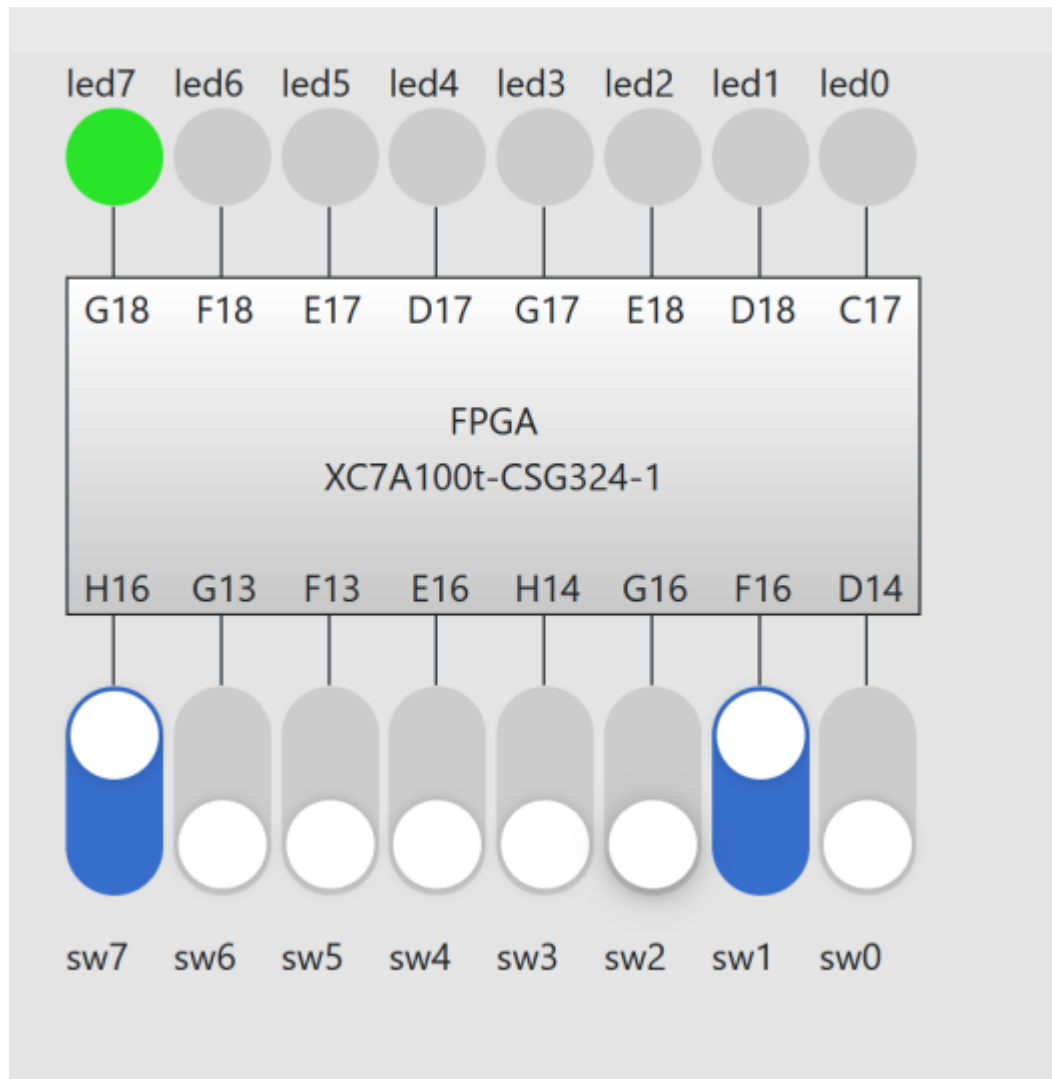 led7 led6 led5 led4 led3 led2 led1 led0
G18 F18 E17 D17 G17 E18 D18 C17
FPGA
XC7A100t-CSG324-1
H16 G13 F13 E16 H14 G16 F16 D14
sw7 sw6 sw5 sw4 sw3 sw2 sw1 sw0